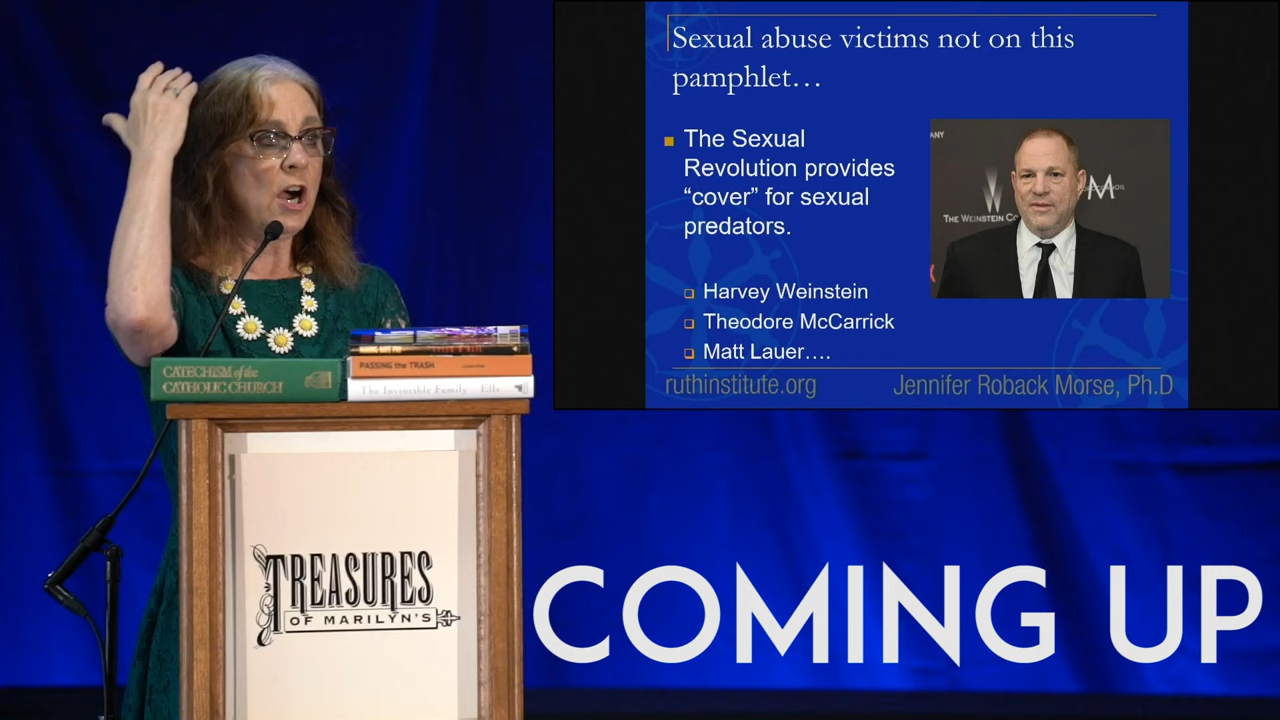 Sexual abuse victims not on this
pamphlet…
The Sexual
Revolution provides
“cover” for sexual
predators.
Harvey Weinstein
Theodore McCarrick
Matt Lauer….
ruthinstitute.org
Jennifer Roback Morse, Ph.D
ANY
THE WEINSTEIN CO
M
CATECHISM of the
CATHOLIC CHURCH
PASSING the TRASH
The Invincible Family
Ells
TREASURES
OF MARILYN'S
COMING UP